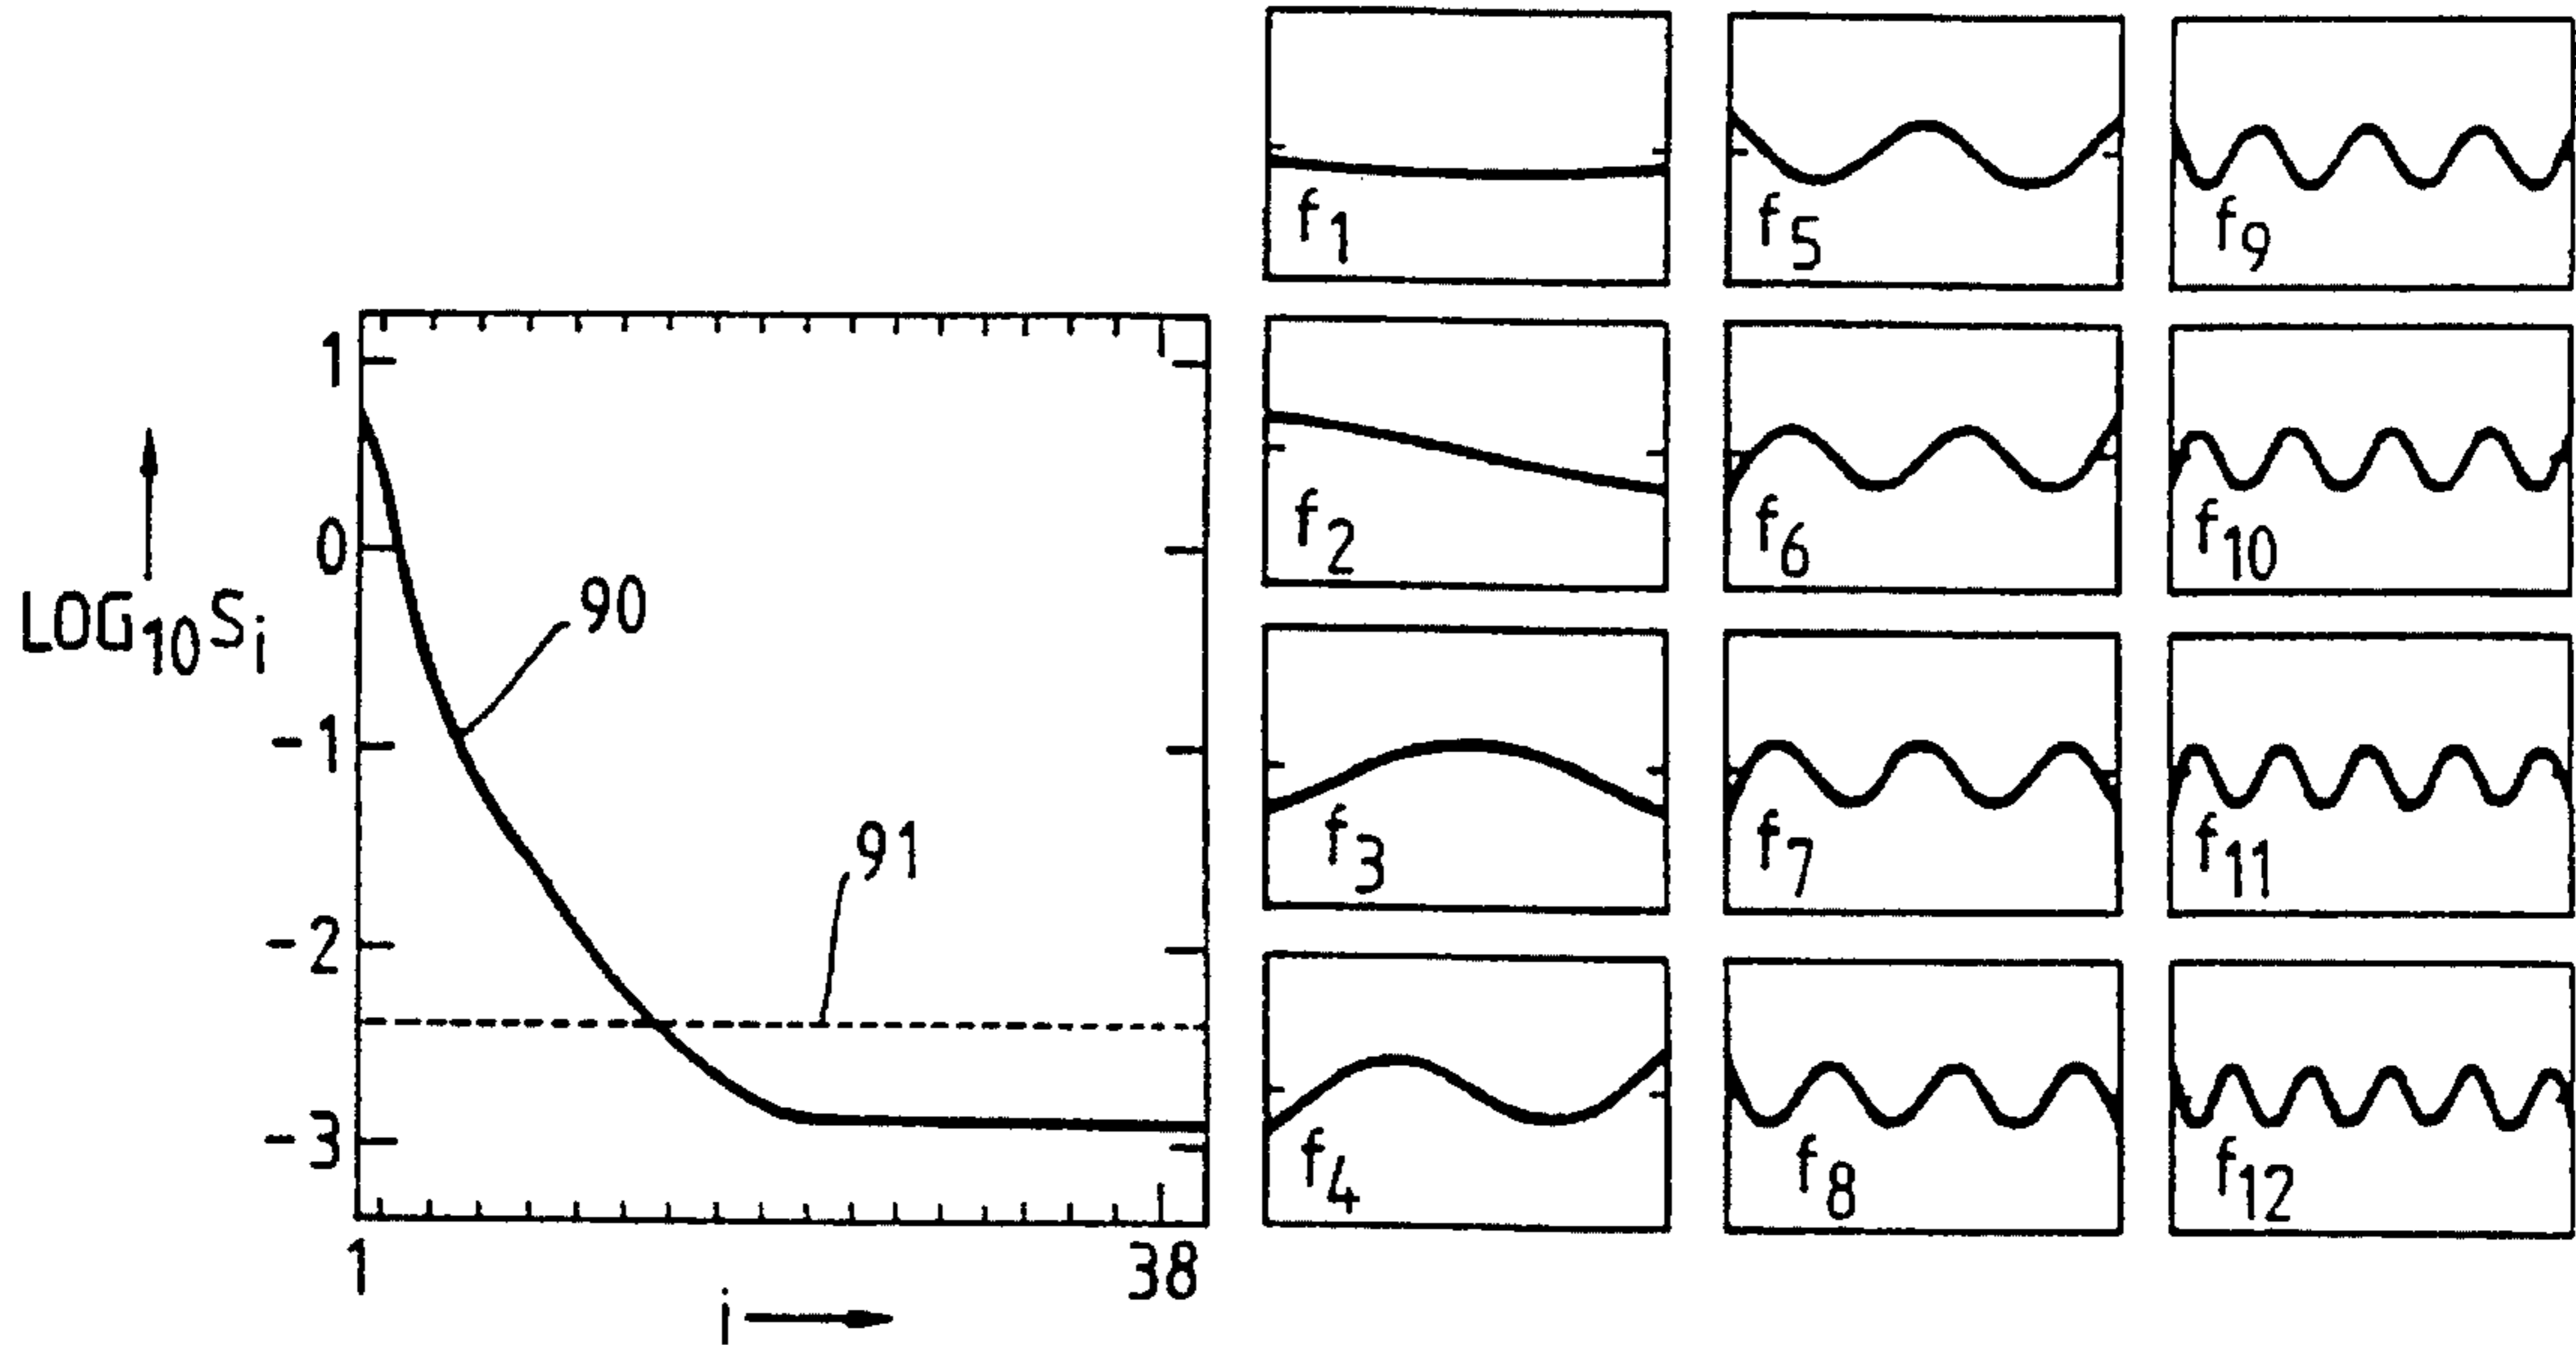 LOG₁₀Sᵢ
1
0
-1
-2
-3
90
91
1
38
i
f₁
f₂
f₃
f₄
f₅
f₆
f₇
f₈
f₉
f₁₀
f₁₁
f₁₂